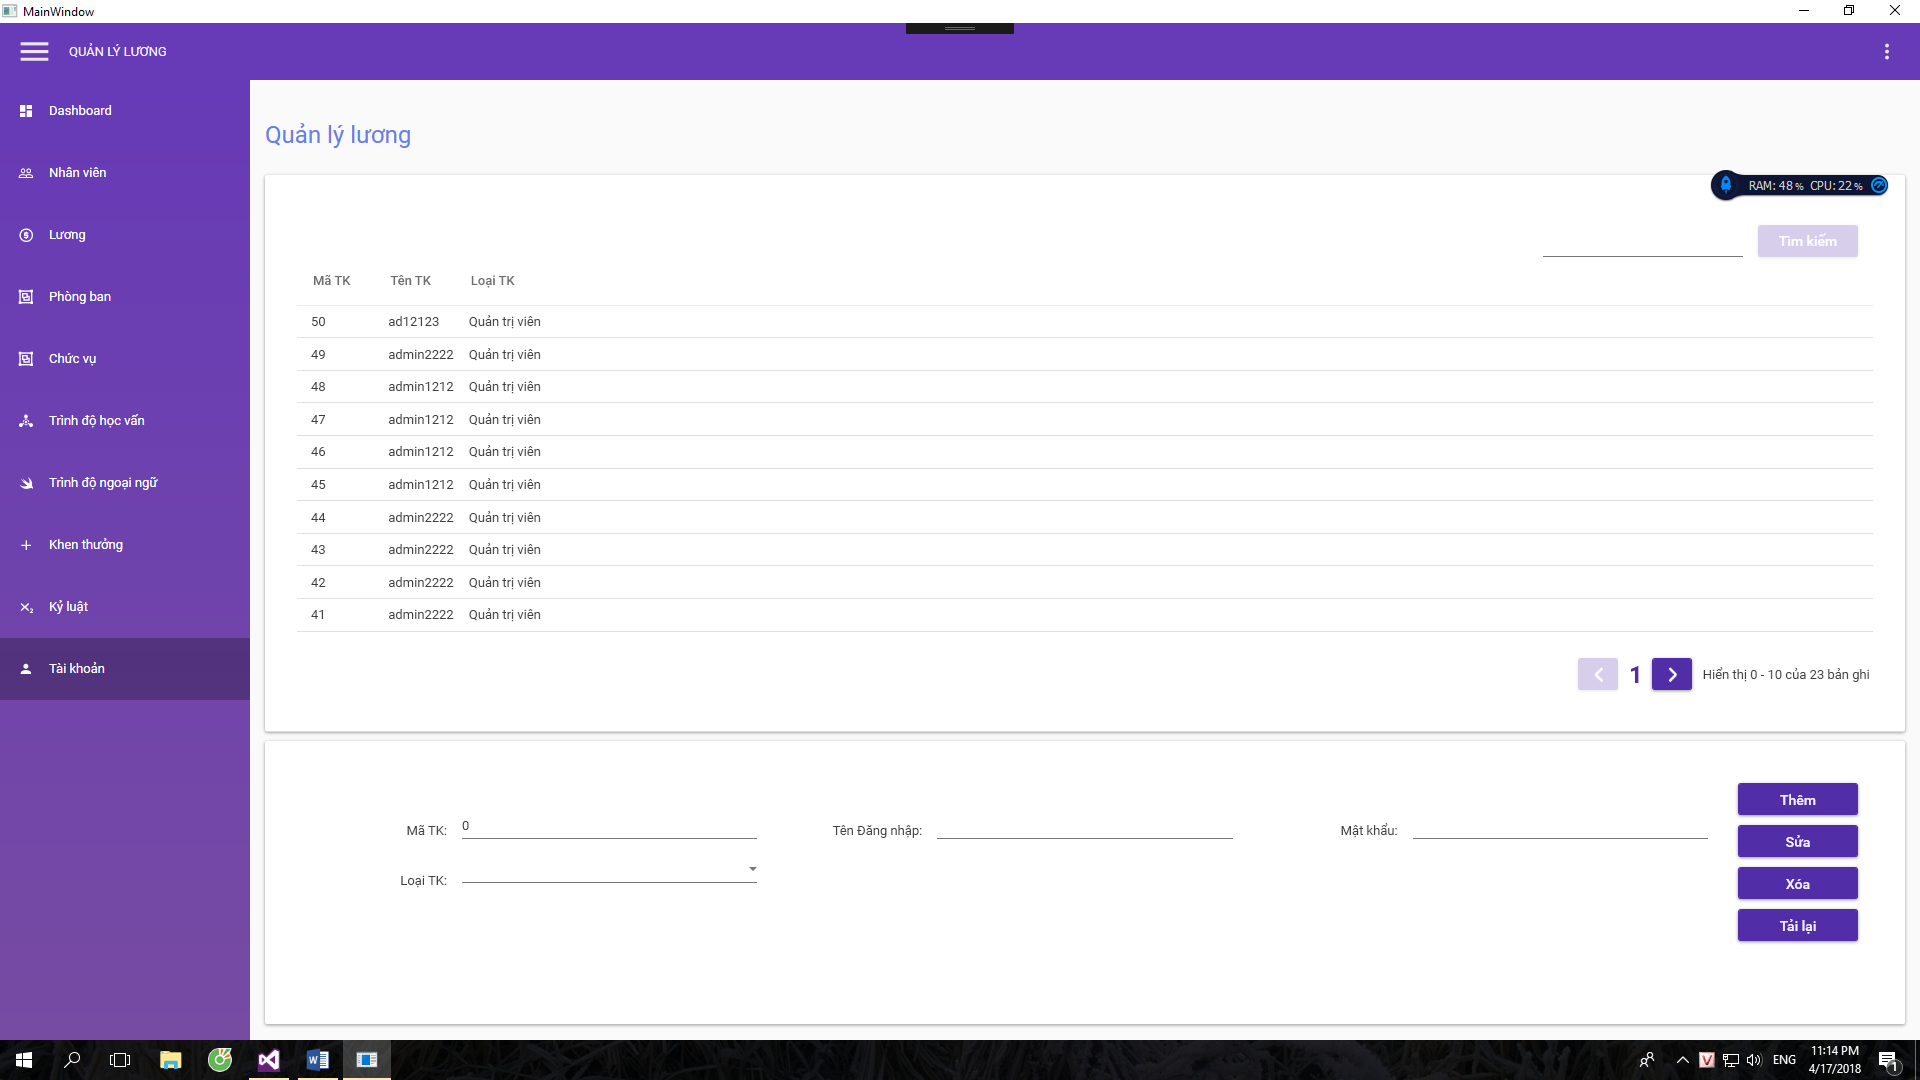 MainWindow
QUẢN LÝ LƯƠNG
Dashboard
Nhân viên
Lương
Phòng ban
Chức vụ
Trình độ học vấn
Trình độ ngoại ngữ
Khen thưởng
Kỷ luật
Tài khoản
Quản lý lương
RAM: 48 % CPU: 22 %
Tìm kiếm
Mã TK Tên TK Loại TK
50 ad12123 Quản trị viên
49 admin2222 Quản trị viên
48 admin1212 Quản trị viên
47 admin1212 Quản trị viên
46 admin1212 Quản trị viên
45 admin1212 Quản trị viên
44 admin2222 Quản trị viên
43 admin2222 Quản trị viên
42 admin2222 Quản trị viên
41 admin2222 Quản trị viên
1 Hiển thị 0 - 10 của 23 bản ghi
Mã TK: 0 Tên Đăng nhập: Mật khẩu:
Loại TK:
Thêm
Sửa
Xóa
Tải lại
ENG
11:14 PM
4/17/2018
1